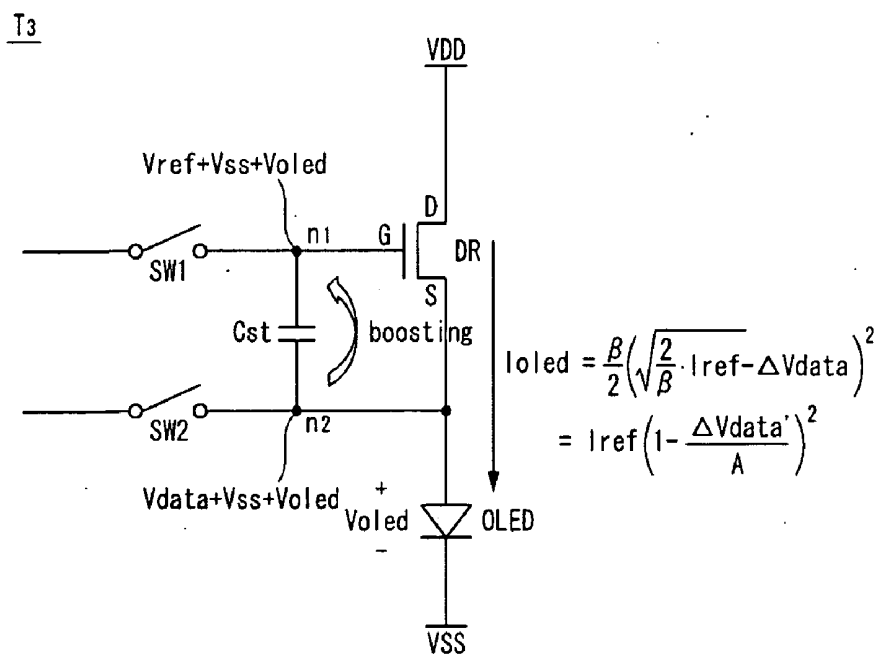 T3
VDD
Vref+Vss+Voled
D
n1
G
DR
SW1
S
Cst
boosting
Ioled = β/2(√(2/β)·Iref-ΔVdata)²
= Iref(1-ΔVdata'/A)²
SW2
n2
Vdata+Vss+Voled
+
Voled
OLED
-
VSS